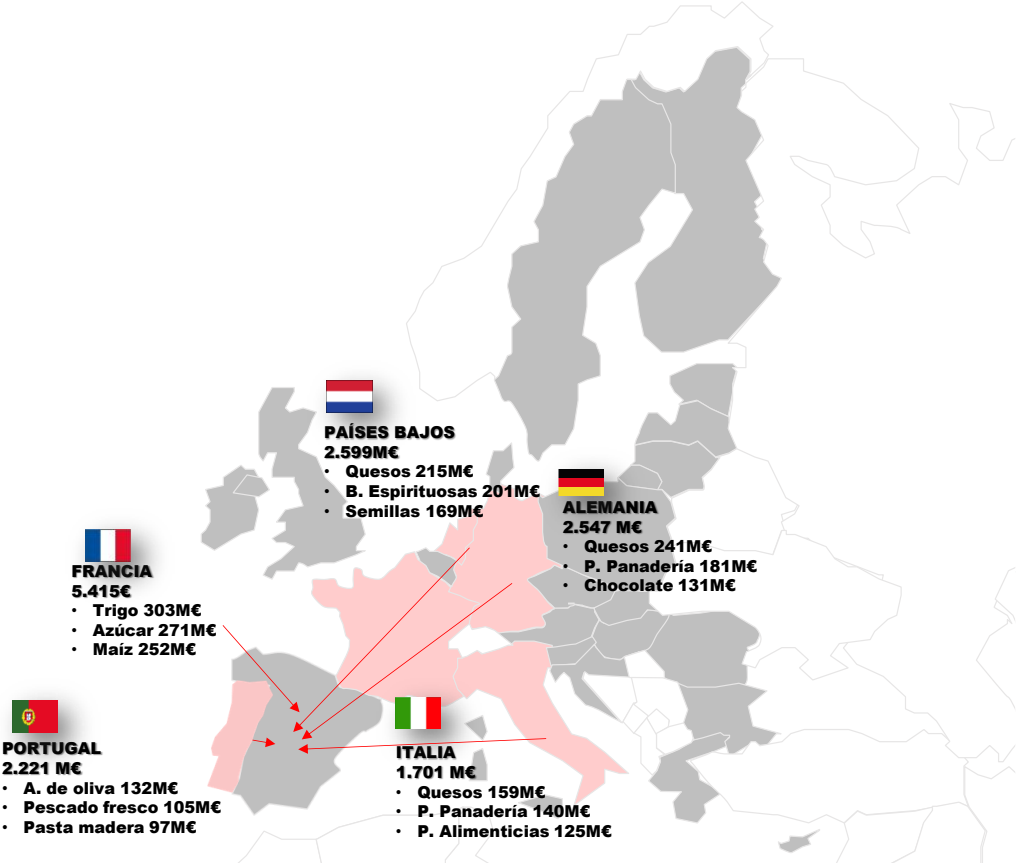 PAÍSES BAJOS
2.599M€
• Quesos 215M€
• B. Espirituosas 201M€
• Semillas 169M€
ALEMANIA
2.547 M€
• Quesos 241M€
• P. Panadería 181M€
• Chocolate 131M€
FRANCIA
5.415€
• Trigo 303M€
• Azúcar 271M€
• Maíz 252M€
PORTUGAL
2.221 M€
• A. de oliva 132M€
• Pescado fresco 105M€
• Pasta madera 97M€
ITALIA
1.701 M€
• Quesos 159M€
• P. Panadería 140M€
• P. Alimenticias 125M€